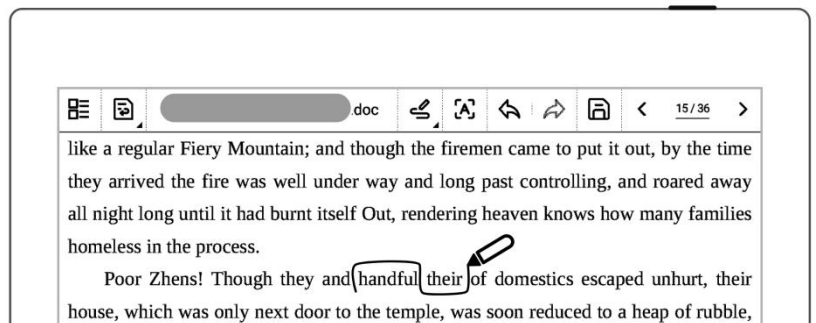 .doc
15 / 36
like a regular Fiery Mountain; and though the firemen came to put it out, by the time
they arrived the fire was well under way and long past controlling, and roared away
all night long until it had burnt itself Out, rendering heaven knows how many families
homeless in the process.
Poor Zhens! Though they and handful their of domestics escaped unhurt, their
house, which was only next door to the temple, was soon reduced to a heap of rubble,